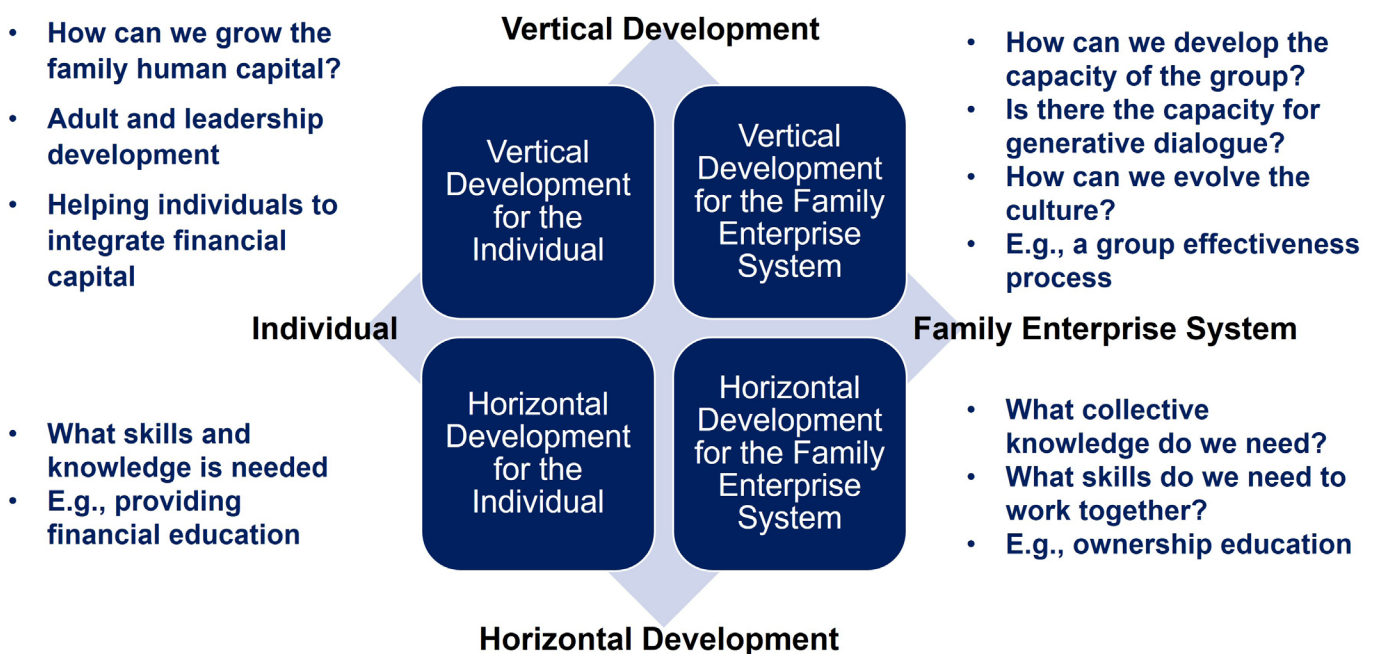 Vertical Development
• How can we grow the
family human capital?
• Adult and leadership
development
• Helping individuals to
integrate financial
capital
Vertical
Development
for the
Individual
Vertical
Development
for the Family
Enterprise
System
• How can we develop the
capacity of the group?
• Is there the capacity for
generative dialogue?
• How can we evolve the
culture?
• E.g., a group effectiveness
process
Individual
Family Enterprise System
• What skills and
knowledge is needed
• E.g., providing
financial education
Horizontal
Development
for the
Individual
Horizontal
Development
for the Family
Enterprise
System
• What collective
knowledge do we need?
• What skills do we need to
work together?
• E.g., ownership education
Horizontal Development